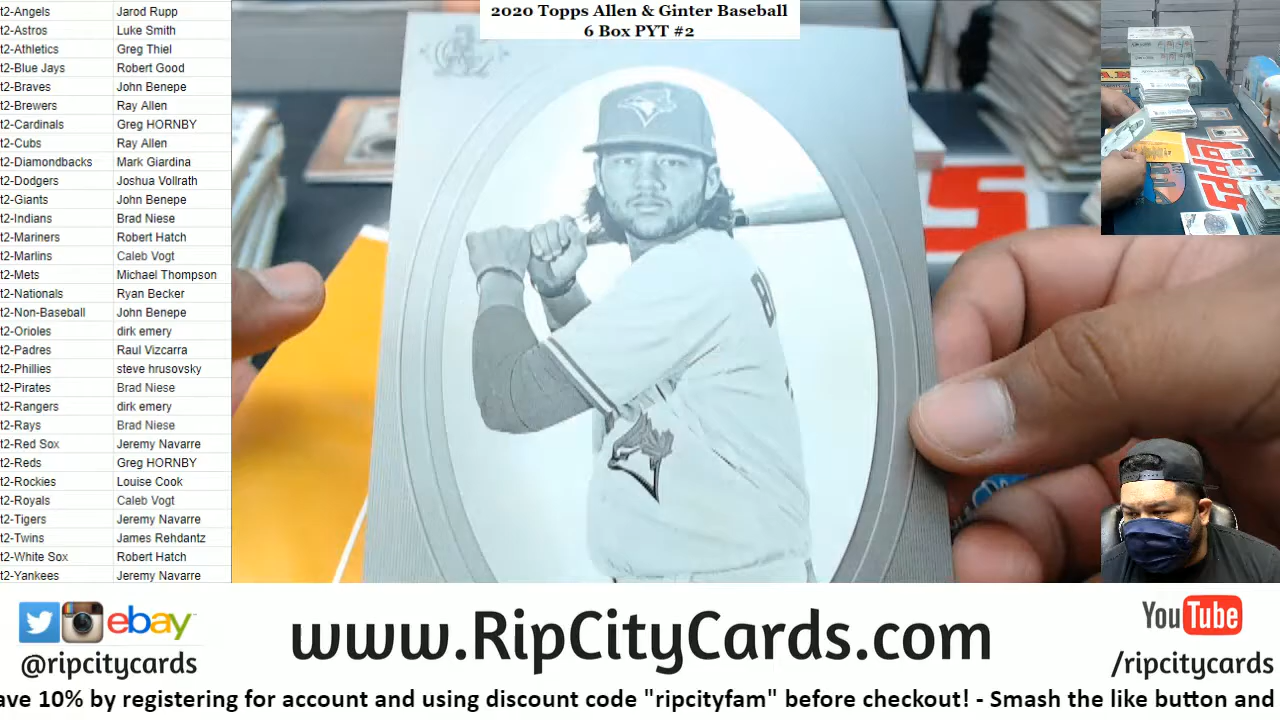 2020 Topps Allen & Ginter Baseball
6 Box PYT #2
t2-Angels Jarod Rupp
t2-Astros Luke Smith
t2-Athletics Greg Thiel
t2-Blue Jays Robert Good
t2-Braves John Benepe
t2-Brewers Ray Allen
t2-Cardinals Greg HORNBY
t2-Cubs Ray Allen
t2-Diamondbacks Mark Giardina
t2-Dodgers Joshua Vollrath
t2-Giants John Benepe
t2-Indians Brad Niese
t2-Mariners Robert Hatch
t2-Marlins Caleb Vogt
t2-Mets Michael Thompson
t2-Nationals Ryan Becker
t2-Non-Baseball John Benepe
t2-Orioles dirk emery
t2-Padres Raul Vizcarra
t2-Phillies steve hrusovsky
t2-Pirates Brad Niese
t2-Rangers dirk emery
t2-Rays Brad Niese
t2-Red Sox Jeremy Navarre
t2-Reds Greg HORNBY
t2-Rockies Louise Cook
t2-Royals Caleb Vogt
t2-Tigers Jeremy Navarre
t2-Twins James Rehdantz
t2-White Sox Robert Hatch
t2-Yankees Jeremy Navarre
topps
ebay
@ripcitycards
www.RipCityCards.com
YouTube
/ripcitycards
ave 10% by registering for account and using discount code "ripcityfam" before checkout! - Smash the like button and